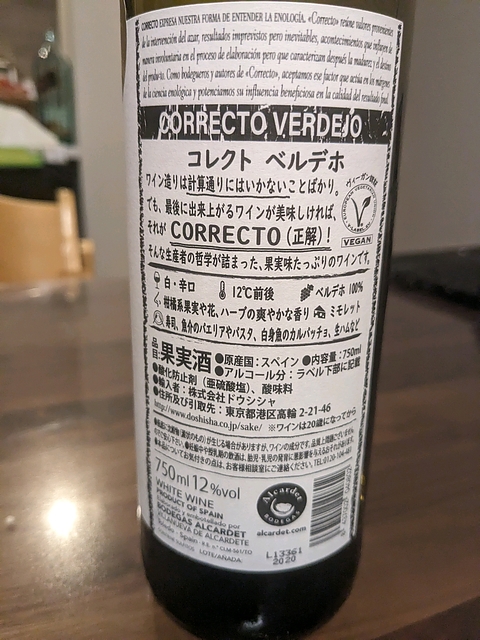 CORRECTO EXPRESA NUESTRA FORMA DE ENTENDER LA ENOLOGÍA. «Correcto» reúne valores provenientes
de la intervención del azar, resultados imprevistos pero inevitables, acontecimientos que influyen de
manera involuntaria en el proceso de elaboración pero que caracterizan después la madurez y el destino
del producto. Como bodegueros y autores de «Correcto», aceptamos ese factor que actúa en los márgenes
de la ciencia enológica y potenciamos su influencia beneficiosa en la calidad del resultado final.
CORRECTO VERDEJO
コレクト ベルデホ
ワイン造りは計算通りにはいかないことばかり。
でも、最後に出来上がるワインが美味しければ、
それが CORRECTO (正解)!
そんな生産者の哲学が詰まった、果実味たっぷりのワインです。
EUROPEAN VEGETARIAN
VEGAN
白・辛口 12℃前後 ベルデホ 100%
柑橘系果実や花、ハーブの爽やかな香り ミモレット
寿司、魚介のパエリアやパスタ、白身魚のカルパッチョ、生ハムなど
品目:果実酒 ●原産国:スペイン ●内容量:750ml
●アルコール分:ラベル下部に記載
●酸化防止剤(亜硫酸塩)、酸味料
●輸入者:株式会社ドウシシャ
●住所及び引取先:東京都港区高輪 2-21-46
http://www.doshisha.co.jp/sake/ ※ワインは20歳になってから
750ml 12%vol
WHITE WINE
PRODUCT OF SPAIN
embotellado por
BODEGAS ALCARDET
VILLANUEVA DE ALCARDETE
Toledo - Spain
LOTE/AÑADA:
Alcardet
BODEGAS
alcardet.com
L13361
2020